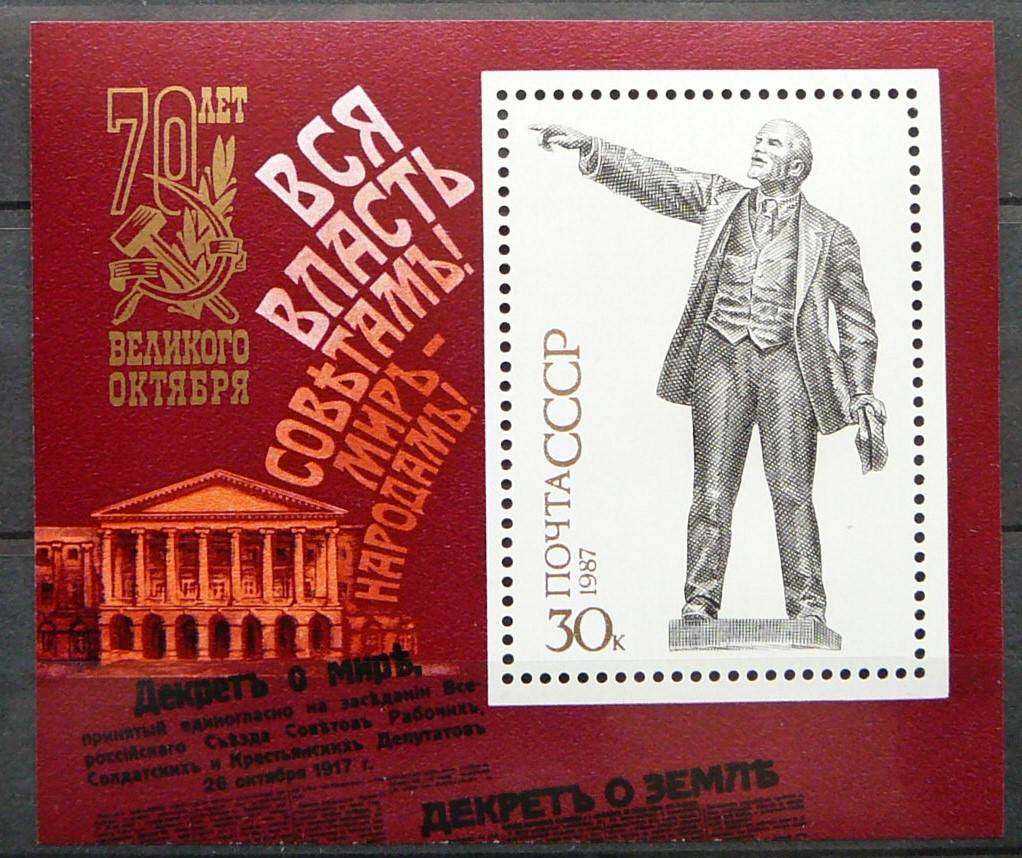 70 ЛЕТ
ВЕЛИКОГО
ОКТЯБРЯ
ВСЯ
ВЛАСТЬ
СОВѢТАМЪ!
МИРЪ -
НАРОДАМЪ!
Декретъ о мирѣ,
принятый единогласно на засѣданіи Все-
россійскаго Съѣзда Совѣтовъ Рабочихъ,
Солдатскихъ и Крестьянскихъ Депутатовъ
26 октября 1917 г.
ДЕКРЕТЪ О ЗЕМЛѢ
ПОЧТА СССР
1987
30к